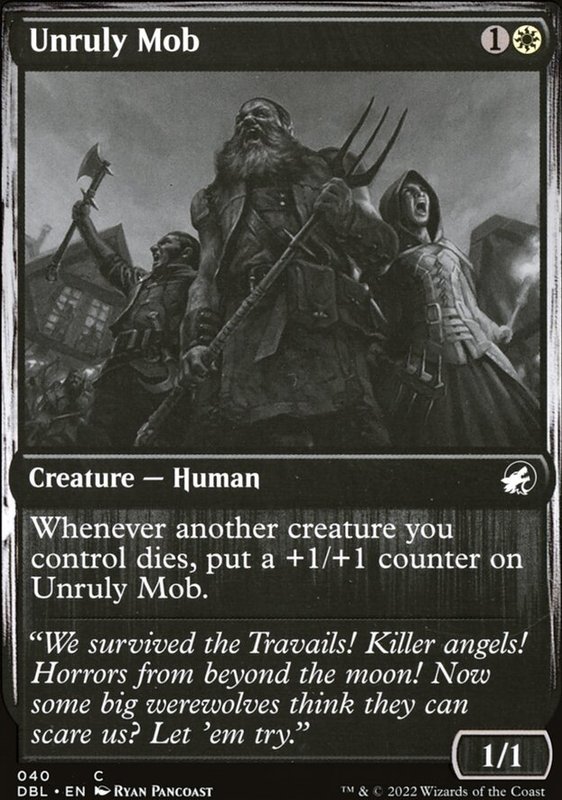 Unruly Mob 1
Creature — Human
Whenever another creature you
control dies, put a +1/+1 counter on
Unruly Mob.
“We survived the Travails! Killer angels!
Horrors from beyond the moon! Now
some big werewolves think they can
scare us? Let ’em try.”
1/1
040 C
DBL • EN Ryan Pancoast
™ & © 2022 Wizards of the Coast